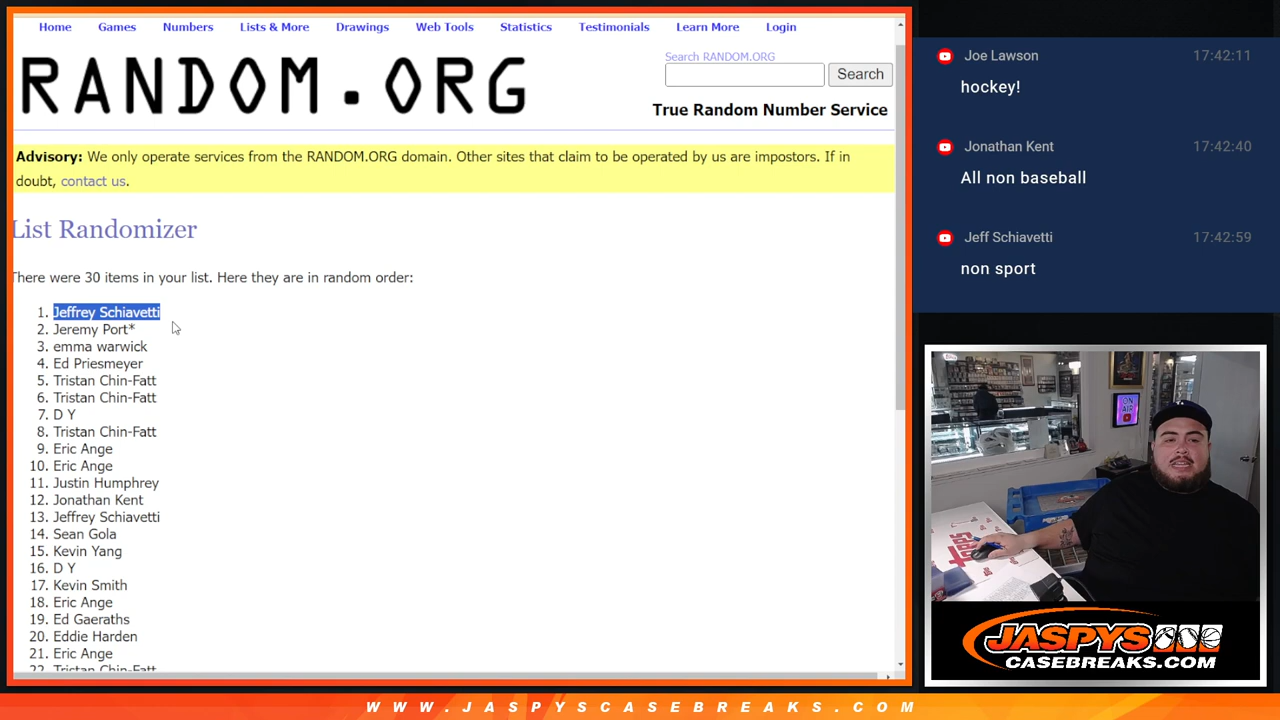 Home Games Numbers Lists & More Drawings Web Tools Statistics Testimonials Learn More Login
RANDOM.ORG
Search RANDOM.ORG
Search
True Random Number Service
Advisory: We only operate services from the RANDOM.ORG domain. Other sites that claim to be operated by us are impostors. If in
doubt, contact us.
List Randomizer
There were 30 items in your list. Here they are in random order:
1. Jeffrey Schiavetti
2. Jeremy Port*
3. emma warwick
4. Ed Priesmeyer
5. Tristan Chin-Fatt
6. Tristan Chin-Fatt
7. D Y
8. Tristan Chin-Fatt
9. Eric Ange
10. Eric Ange
11. Justin Humphrey
12. Jonathan Kent
13. Jeffrey Schiavetti
14. Sean Gola
15. Kevin Yang
16. D Y
17. Kevin Smith
18. Eric Ange
19. Ed Gaeraths
20. Eddie Harden
21. Eric Ange
22. Tristan Chin-Fatt
Joe Lawson 17:42:11
hockey!
Jonathan Kent 17:42:40
All non baseball
Jeff Schiavetti 17:42:59
non sport
ON AIR
topps
JASPYS
CASEBREAKS.COM
WWW.JASPYSCASEBREAKS.COM